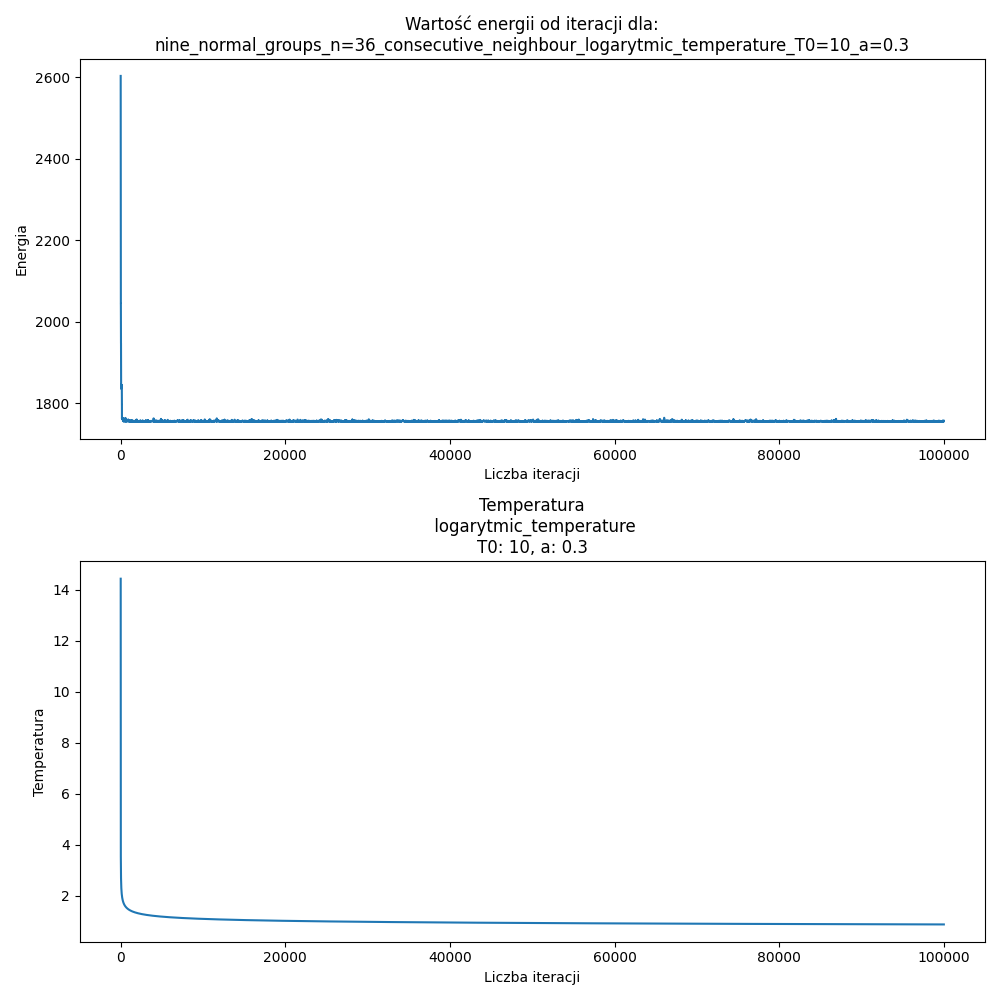 Wartość energii od iteracji dla:
nine_normal_groups_n=36_consecutive_neighbour_logarytmic_temperature_T0=10_a=0.3
2600
2400
2200
2000
1800
Energia
0
20000
40000
60000
80000
100000
Liczba iteracji
Temperatura
logarytmic_temperature
T0: 10, a: 0.3
14
12
10
8
6
4
2
Temperatura
0
20000
40000
60000
80000
100000
Liczba iteracji